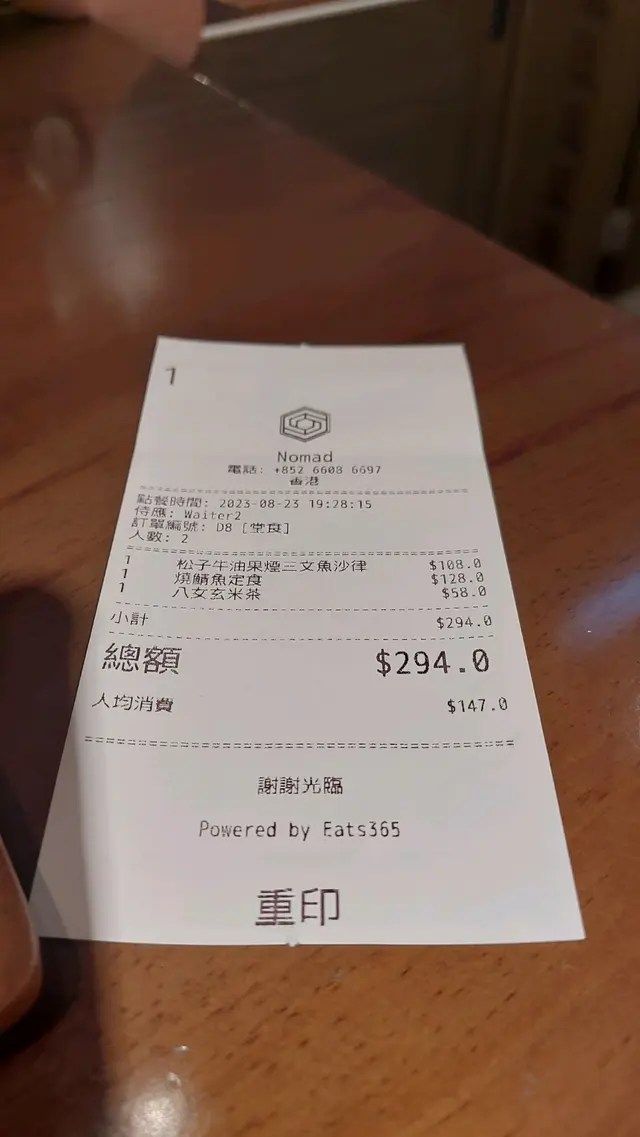 1
Nomad
電話: +852 6608 6697
香港
點餐時間: 2023-08-23 19:28:15
侍應: Waiter2
訂單編號: D8 [堂食]
人數: 2
1 松子牛油果煙三文魚沙律 $108.0
1 燒鯖魚定食 $128.0
1 八女玄米茶 $58.0
小計 $294.0
總額 $294.0
人均消費 $147.0
謝謝光臨
Powered by Eats365
重印